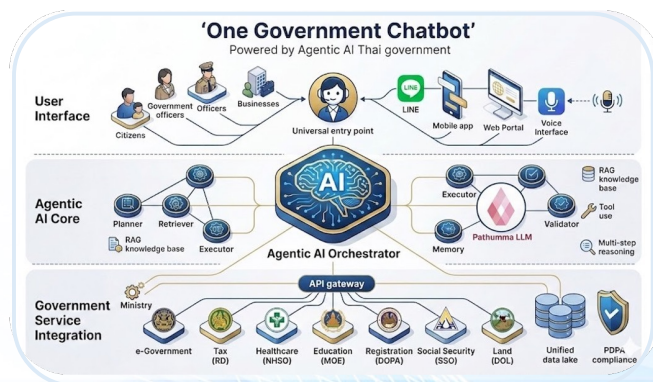 'One Government Chatbot'
Powered by Agentic AI Thai government
User
Interface
Citizens
Government
officers
Officers
Businesses
Universal entry point
LINE
LINE
Mobile app
Web Portal
Voice
Interface
Agentic
AI Core
Planner
Retriever
Executor
RAG
knowledge base
AI
Agentic AI Orchestrator
Executor
Memory
Pathumma LLM
Validator
RAG
knowledge
base
Tool
use
Multi-step
reasoning
Government
Service
Integration
Ministry
API gateway
e-Government
Tax
(RD)
Healthcare
(NHSO)
Education
(MOE)
Registration
(DOPA)
Social Security
(SSO)
Land
(DOL)
Unified
data lake
PDPA
compliance